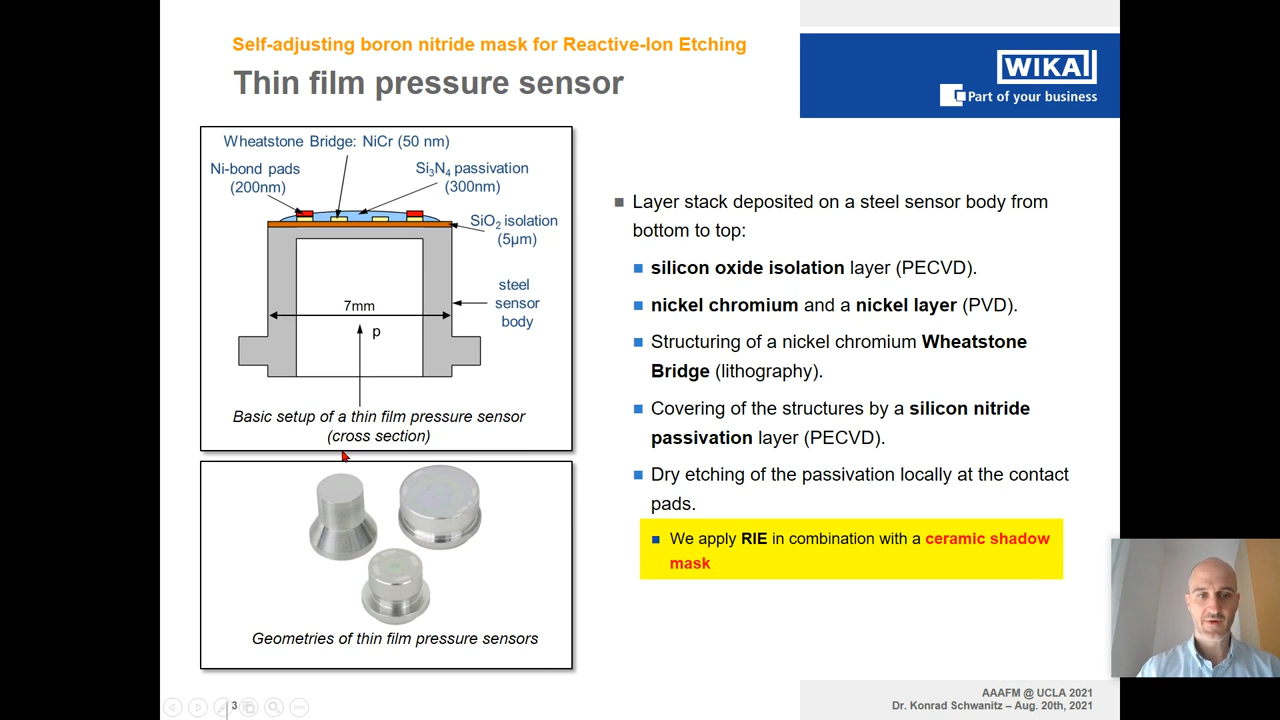 Self-adjusting boron nitride mask for Reactive-Ion Etching
Thin film pressure sensor
WIKA
Part of your business
Wheatstone Bridge: NiCr (50 nm)
Ni-bond pads
(200nm)
Si3N4 passivation
(300nm)
SiO2 isolation
(5µm)
steel
sensor
body
7mm
p
Basic setup of a thin film pressure sensor
(cross section)
Geometries of thin film pressure sensors
Layer stack deposited on a steel sensor body from
bottom to top:
silicon oxide isolation layer (PECVD).
nickel chromium and a nickel layer (PVD).
Structuring of a nickel chromium Wheatstone
Bridge (lithography).
Covering of the structures by a silicon nitride
passivation layer (PECVD).
Dry etching of the passivation locally at the contact
pads.
We apply RIE in combination with a ceramic shadow
mask
3
AAAFM @ UCLA 2021
Dr. Konrad Schwanitz – Aug. 20th, 2021